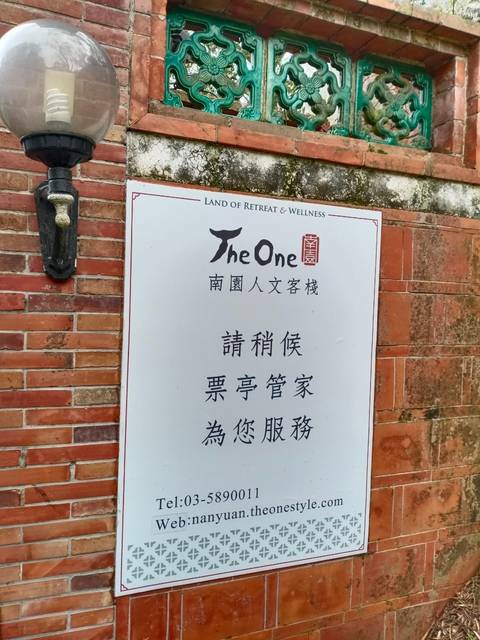 LAND OF RETREAT & WELLNESS
The One 南園
南園人文客棧
請稍候
票亭管家
為您服務
Tel:03-5890011
Web:nanyuan.theonestyle.com